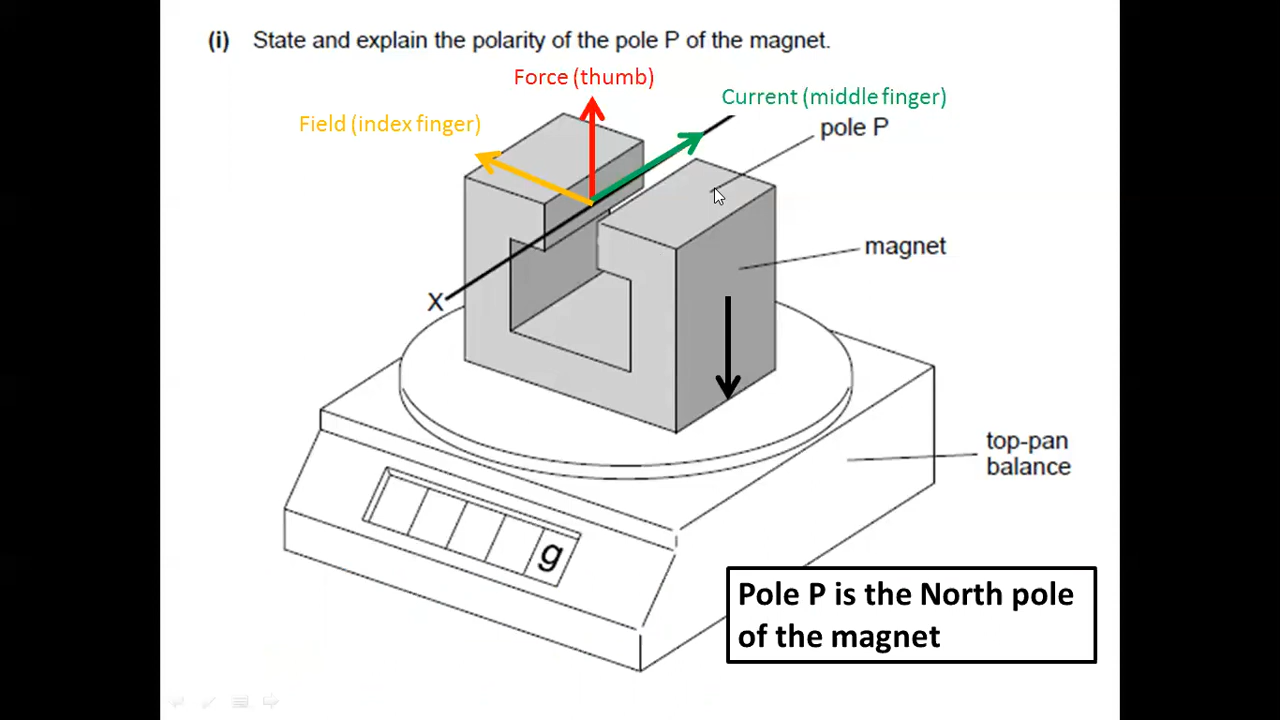 (i) State and explain the polarity of the pole P of the magnet.
Force (thumb)
Current (middle finger)
Field (index finger)
pole P
magnet
X
top-pan
balance
g
Pole P is the North pole
of the magnet